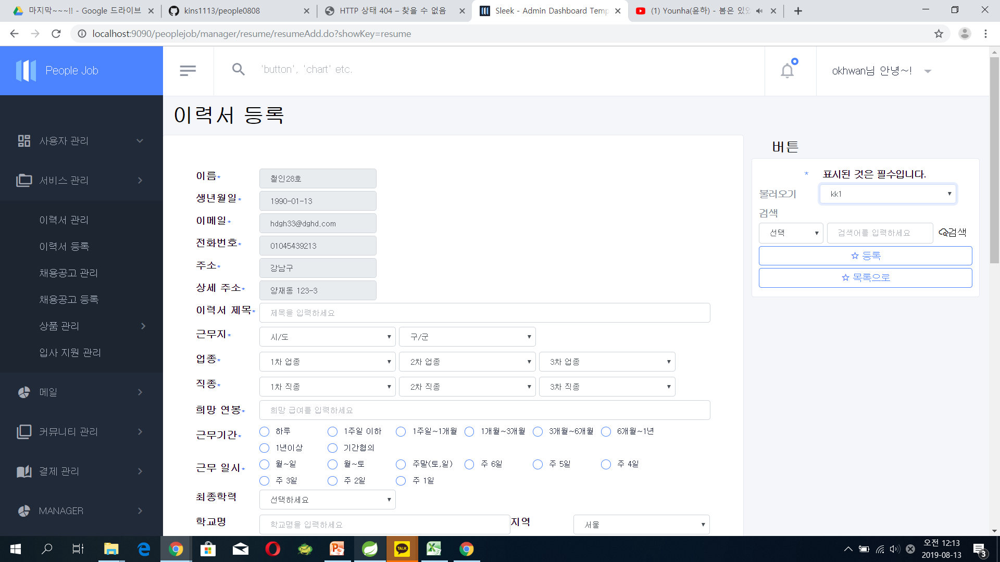 마지막~~~!! - Google 드라이브
kins1113/people0808
HTTP 상태 404 – 찾을 수 없음
Sleek - Admin Dashboard Temp
(1) Younha(윤하) - 봄은 있
localhost:9090/peoplejob/manager/resume/resumeAdd.do?showKey=resume
People Job
'button', 'chart' etc.
okhwan님 안녕~!
이력서 등록
사용자 관리
서비스 관리
이력서 관리
이력서 등록
채용공고 관리
채용공고 등록
상품 관리
입사 지원 관리
메일
커뮤니티 관리
결제 관리
MANAGER
이름* 철인28호
생년월일* 1990-01-13
이메일* hdgh33@dghd.com
전화번호* 01045439213
주소* 강남구
상세 주소* 양재동 123-3
이력서 제목* 제목을 입력하세요
근무지* 시/도 구/군
업종* 1차 업종 2차 업종 3차 업종
직종* 1차 직종 2차 직종 3차 직종
희망 연봉* 희망 급여를 입력하세요
근무기간* 하루 1주일 이하 1주일~1개월 1개월~3개월 3개월~6개월 6개월~1년
1년이상 기간협의
근무 일시* 월~일 월~토 주말(토,일) 주 6일 주 5일 주 4일
주 3일 주 2일 주 1일
최종학력 선택하세요
학교명 학교명을 입력하세요 지역 서울
버튼
* 표시된 것은 필수입니다.
불러오기 kk1
검색
선택 검색어를 입력하세요 검색
등록
목록으로
TALK
오전 12:13
2019-08-13
3